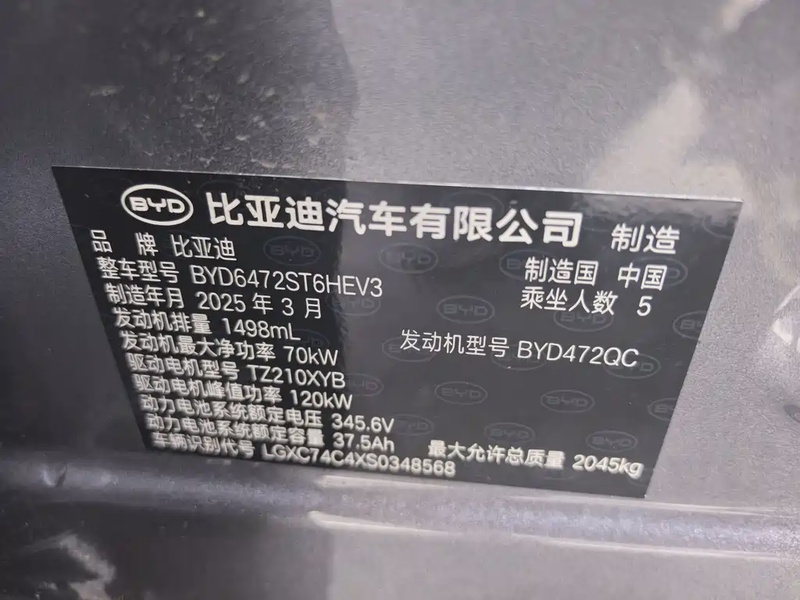 BYD 比亚迪汽车有限公司 制造
品 牌 比亚迪 制造国 中国
整车型号 BYD6472ST6HEV3 乘坐人数 5
制造年月 2025 年 3 月
发动机排量 1498mL 发动机型号 BYD472QC
发动机最大净功率 70kW
驱动电机型号 TZ210XYB
驱动电机峰值功率 120kW
动力电池系统额定电压 345.6V
动力电池系统额定容量 37.5Ah 最大允许总质量 2045kg
车辆识别代号 LGXC74C4XS0348568